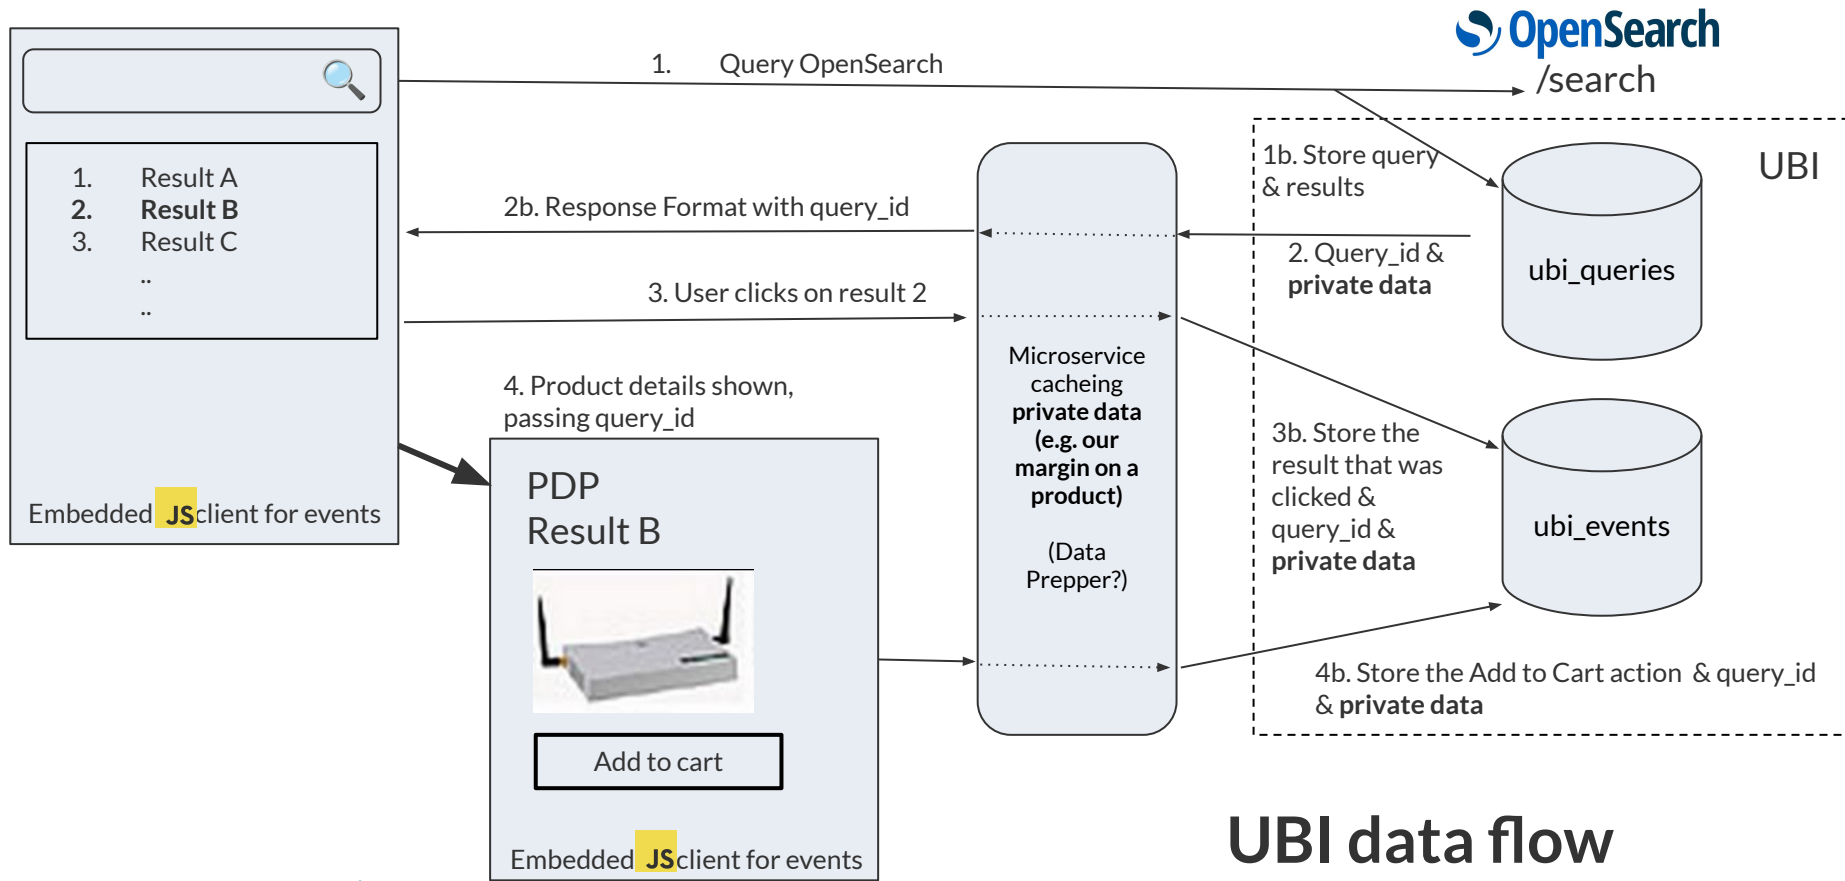 OpenSearch
/search
1. Query OpenSearch
1. Result A
2. Result B
3. Result C
..
..
Embedded JS client for events
2b. Response Format with query_id
3. User clicks on result 2
4. Product details shown,
passing query_id
PDP
Result B
Add to cart
Embedded JS client for events
Microservice
cacheing
private data
(e.g. our
margin on a
product)
(Data
Prepper?)
UBI
1b. Store query
& results
ubi_queries
2. Query_id &
private data
3b. Store the
result that was
clicked &
query_id &
private data
ubi_events
4b. Store the Add to Cart action & query_id
& private data
UBI data flow